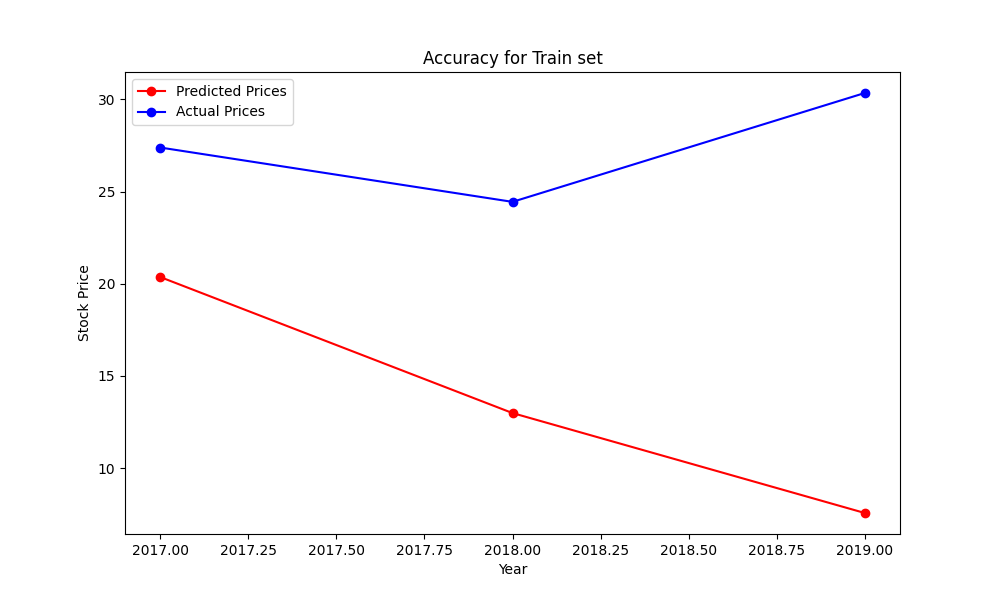 Accuracy for Train set
Predicted Prices
Actual Prices
30
25
20
15
10
Stock Price
2017.00 2017.25 2017.50 2017.75 2018.00 2018.25 2018.50 2018.75 2019.00
Year